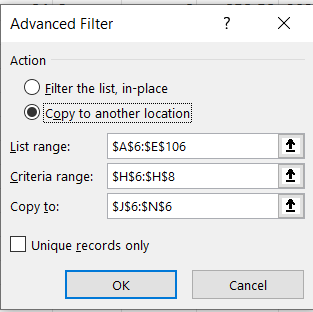 Advanced Filter ?
Action
Filter the list, in-place
Copy to another location
List range: $A$6:$E$106
Criteria range: $H$6:$H$8
Copy to: $J$6:$N$6
Unique records only
OK Cancel